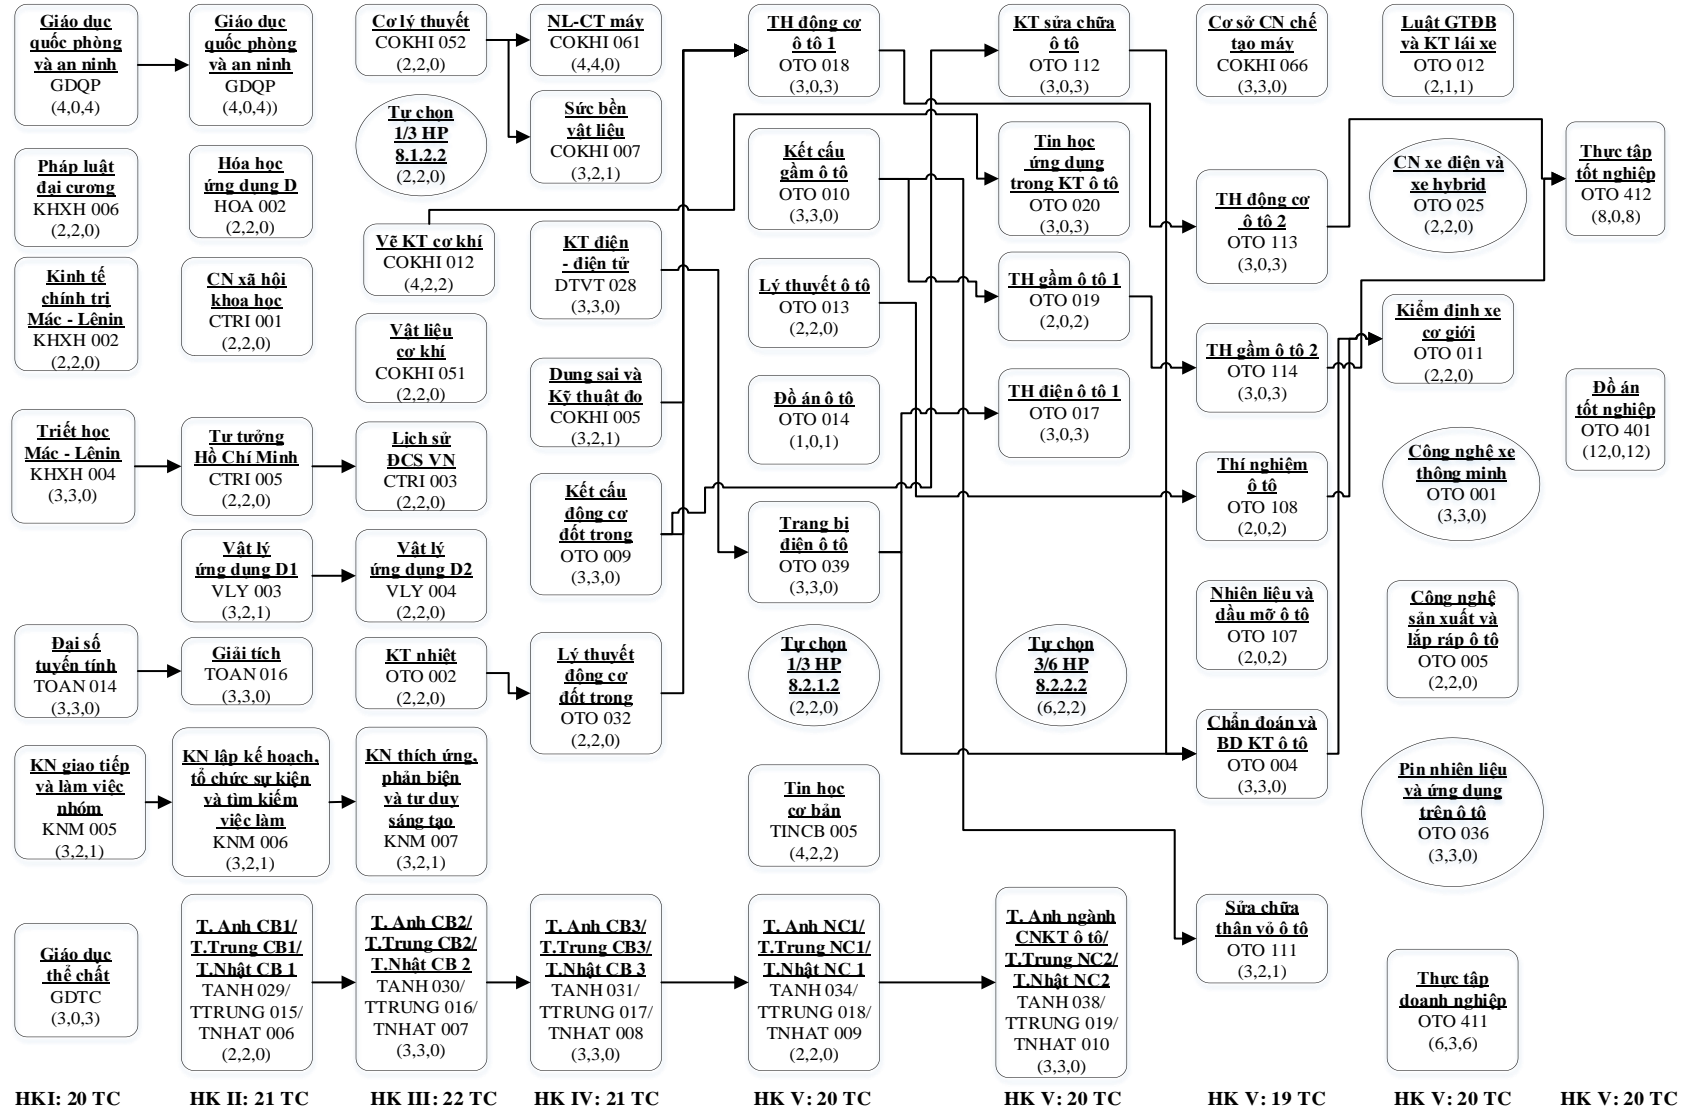 Giáo dục
quốc phòng
và an ninh
GDQP
(4,0,4)
Pháp luật
đại cương
KHXH 006
(2,2,0)
Kinh tế
chính trị
Mác - Lênin
KHXH 002
(2,2,0)
Triết học
Mác - Lênin
KHXH 004
(3,3,0)
Đại số
tuyến tính
TOAN 014
(3,3,0)
KN giao tiếp
và làm việc
nhóm
KNM 005
(3,2,1)
Giáo dục
thể chất
GDTC
(3,0,3)
HKI: 20 TC
Giáo dục
quốc phòng
và an ninh
GDQP
(4,0,4))
Hóa học
ứng dụng D
HOA 002
(2,2,0)
CN xã hội
khoa học
CTRI 001
(2,2,0)
Tư tưởng
Hồ Chí Minh
CTRI 005
(2,2,0)
Vật lý
ứng dụng D1
VLY 003
(3,2,1)
Giải tích
TOAN 016
(3,3,0)
KN lập kế hoạch,
tổ chức sự kiện
và tìm kiếm
việc làm
KNM 006
(3,2,1)
T. Anh CB1/
T.Trung CB1/
T.Nhật CB 1
TANH 029/
TTRUNG 015/
TNHAT 006
(2,2,0)
HK II: 21 TC
Cơ lý thuyết
COKHI 052
(2,2,0)
Tự chọn
1/3 HP
8.1.2.2
(2,2,0)
Vẽ KT cơ khí
COKHI 012
(4,2,2)
Vật liệu
cơ khí
COKHI 051
(2,2,0)
Lịch sử
ĐCS VN
CTRI 003
(2,2,0)
Vật lý
ứng dụng D2
VLY 004
(2,2,0)
KT nhiệt
OTO 002
(2,2,0)
KN thích ứng,
phản biện
và tư duy
sáng tạo
KNM 007
(3,2,1)
T. Anh CB2/
T.Trung CB2/
T.Nhật CB 2
TANH 030/
TTRUNG 016/
TNHAT 007
(3,3,0)
HK III: 22 TC
NL-CT máy
COKHI 061
(4,4,0)
Sức bền
vật liệu
COKHI 007
(3,2,1)
KT điện
- điện tử
DTVT 028
(3,3,0)
Dung sai và
Kỹ thuật đo
COKHI 005
(3,2,1)
Kết cấu
động cơ
đốt trong
OTO 009
(3,3,0)
Lý thuyết
động cơ
đốt trong
OTO 032
(2,2,0)
T. Anh CB3/
T.Trung CB3/
T.Nhật CB 3
TANH 031/
TTRUNG 017/
TNHAT 008
(3,3,0)
HK IV: 21 TC
TH động cơ
ô tô 1
OTO 018
(3,0,3)
Kết cấu
gầm ô tô
OTO 010
(3,3,0)
Lý thuyết ô tô
OTO 013
(2,2,0)
Đồ án ô tô
OTO 014
(1,0,1)
Trang bị
điện ô tô
OTO 039
(3,3,0)
Tự chọn
1/3 HP
8.2.1.2
(2,2,0)
Tin học
cơ bản
TINCB 005
(4,2,2)
T. Anh NC1/
T.Trung NC1/
T.Nhật NC 1
TANH 034/
TTRUNG 018/
TNHAT 009
(2,2,0)
HK V: 20 TC
KT sửa chữa
ô tô
OTO 112
(3,0,3)
Tin học
ứng dụng
trong KT ô tô
OTO 020
(3,0,3)
TH gầm ô tô 1
OTO 019
(2,0,2)
TH điện ô tô 1
OTO 017
(3,0,3)
Tự chọn
3/6 HP
8.2.2.2
(6,2,2)
T. Anh ngành
CNKT ô tô/
T.Trung NC2/
T.Nhật NC2
TANH 038/
TTRUNG 019/
TNHAT 010
(3,3,0)
HK V: 20 TC
Cơ sở CN chế
tạo máy
COKHI 066
(3,3,0)
TH động cơ
ô tô 2
OTO 113
(3,0,3)
TH gầm ô tô 2
OTO 114
(3,0,3)
Thí nghiệm
ô tô
OTO 108
(2,0,2)
Nhiên liệu và
dầu mỡ ô tô
OTO 107
(2,0,2)
Chẩn đoán và
BD KT ô tô
OTO 004
(3,3,0)
Sửa chữa
thân vỏ ô tô
OTO 111
(3,2,1)
HK V: 19 TC
Luật GTĐB
và KT lái xe
OTO 012
(2,1,1)
CN xe điện và
xe hybrid
OTO 025
(2,2,0)
Kiểm định xe
cơ giới
OTO 011
(2,2,0)
Công nghệ xe
thông minh
OTO 001
(3,3,0)
Công nghệ
sản xuất và
lắp ráp ô tô
OTO 005
(2,2,0)
Pin nhiên liệu
và ứng dụng
trên ô tô
OTO 036
(3,3,0)
Thực tập
doanh nghiệp
OTO 411
(6,3,6)
HK V: 20 TC
Thực tập
tốt nghiệp
OTO 412
(8,0,8)
Đồ án
tốt nghiệp
OTO 401
(12,0,12)
HK V: 20 TC